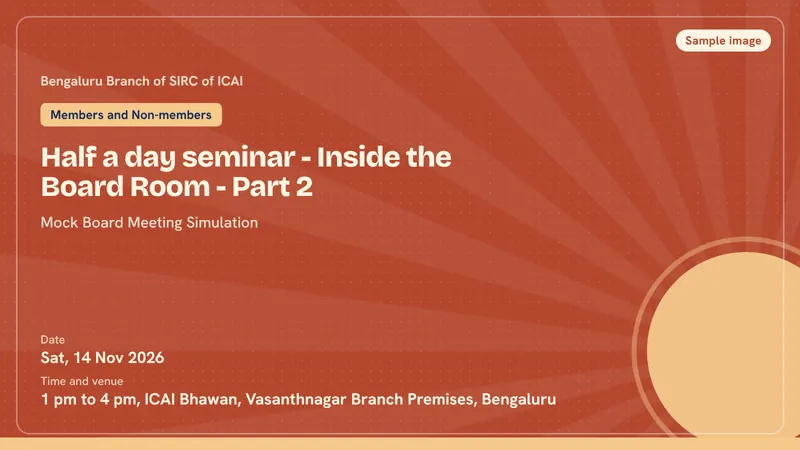 Sample image
Bengaluru Branch of SIRC of ICAI
Members and Non-members
Half a day seminar - Inside the
Board Room - Part 2
Mock Board Meeting Simulation
Date
Sat, 14 Nov 2026
Time and venue
1 pm to 4 pm, ICAI Bhawan, Vasanthnagar Branch Premises, Bengaluru